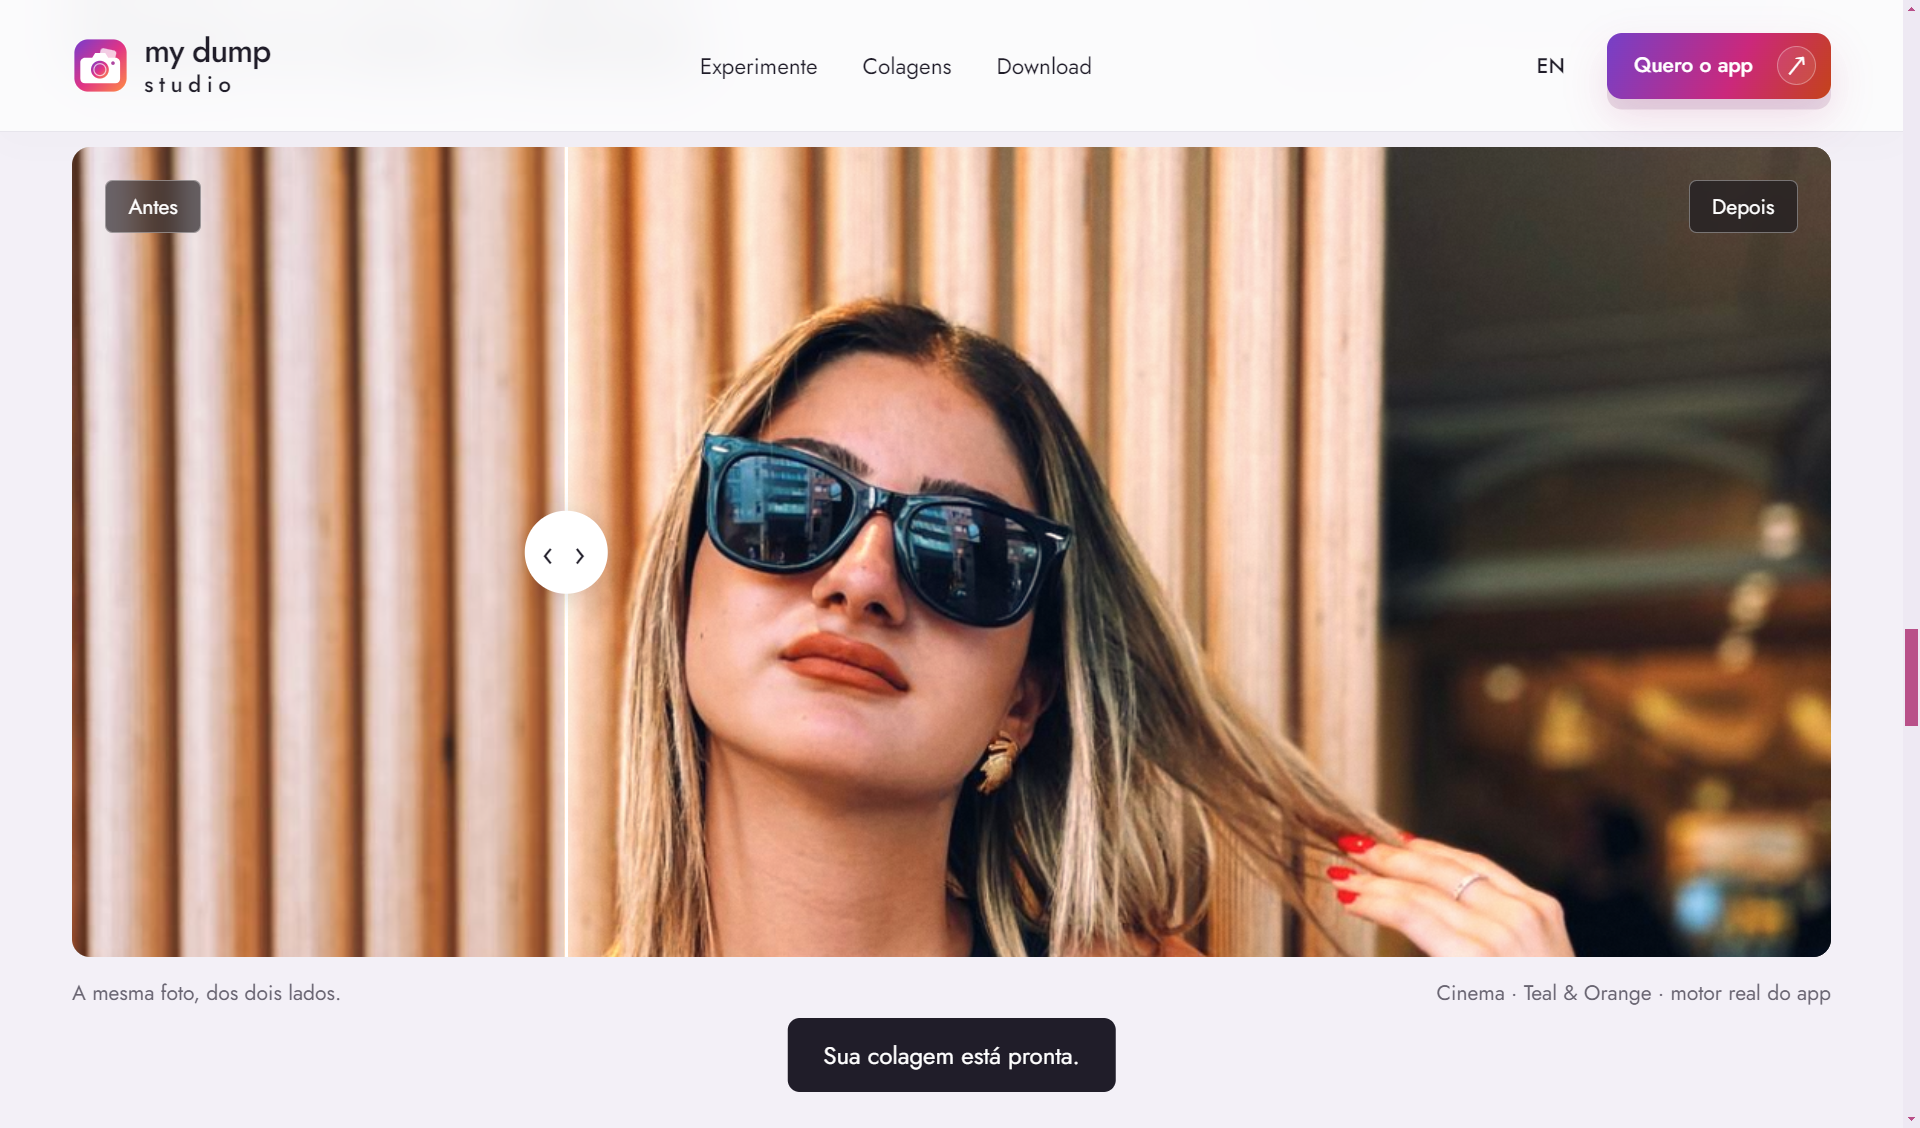 my dump
studio
Experimente
Colagens
Download
EN
Quero o app
Antes
Depois
A mesma foto, dos dois lados.
Cinema · Teal & Orange · motor real do app
Sua colagem está pronta.